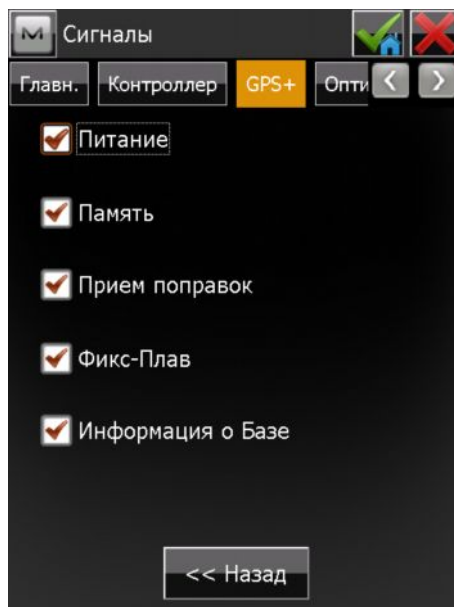 Сигналы
Главн. Контроллер GPS+ Опти
Питание
Память
Прием поправок
Фикс-Плав
Информация о Базе
<< Назад